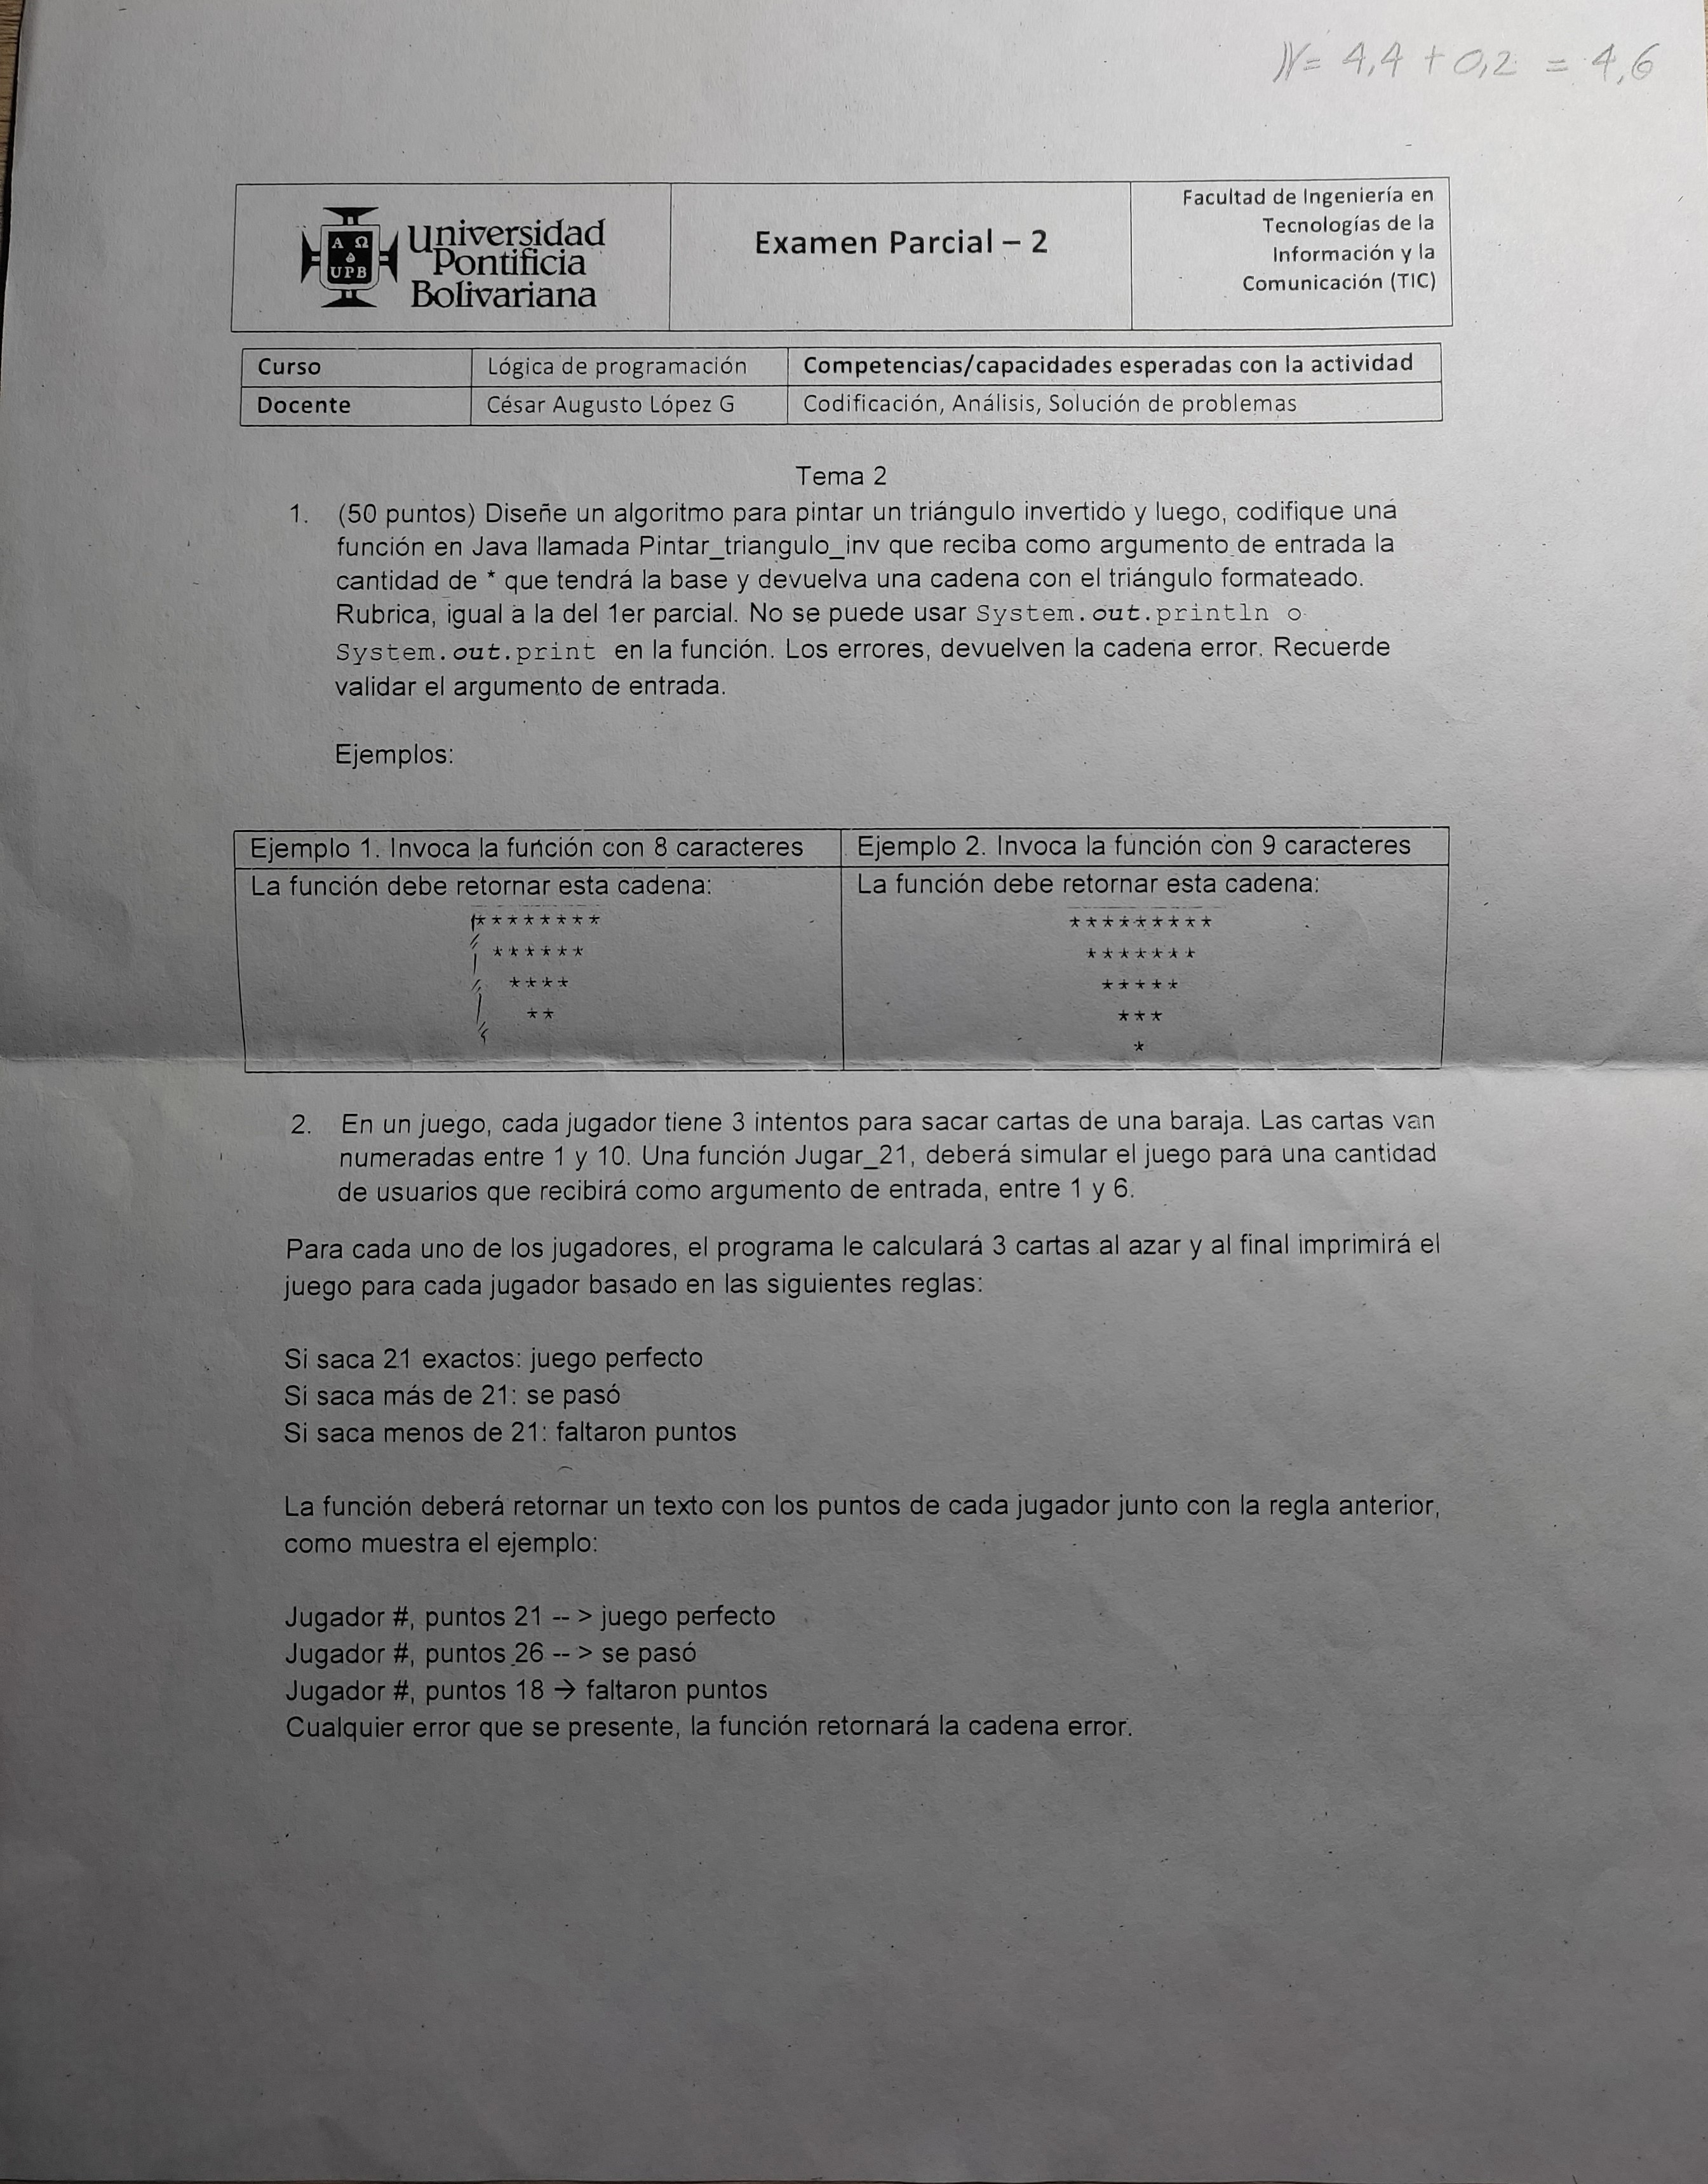 N = 4,4 + 0,2 = 4,6
A Ω
UPB
Universidad
Pontificia
Bolivariana
Examen Parcial – 2
Facultad de Ingeniería en
Tecnologías de la
Información y la
Comunicación (TIC)
Curso Lógica de programación Competencias/capacidades esperadas con la actividad
Docente César Augusto López G Codificación, Análisis, Solución de problemas
Tema 2
1. (50 puntos) Diseñe un algoritmo para pintar un triángulo invertido y luego, codifique una
función en Java llamada Pintar_triangulo_inv que reciba como argumento de entrada la
cantidad de * que tendrá la base y devuelva una cadena con el triángulo formateado.
Rubrica, igual a la del 1er parcial. No se puede usar System.out.println o
System.out.print en la función. Los errores, devuelven la cadena error. Recuerde
validar el argumento de entrada.
Ejemplos:
Ejemplo 1. Invoca la función con 8 caracteres Ejemplo 2. Invoca la función con 9 caracteres
La función debe retornar esta cadena: La función debe retornar esta cadena:
******** *********
****** *******
**** *****
** ***
*
2. En un juego, cada jugador tiene 3 intentos para sacar cartas de una baraja. Las cartas van
numeradas entre 1 y 10. Una función Jugar_21, deberá simular el juego para una cantidad
de usuarios que recibirá como argumento de entrada, entre 1 y 6.
Para cada uno de los jugadores, el programa le calculará 3 cartas al azar y al final imprimirá el
juego para cada jugador basado en las siguientes reglas:
Si saca 21 exactos: juego perfecto
Si saca más de 21: se pasó
Si saca menos de 21: faltaron puntos
La función deberá retornar un texto con los puntos de cada jugador junto con la regla anterior,
como muestra el ejemplo:
Jugador #, puntos 21 -- > juego perfecto
Jugador #, puntos 26 -- > se pasó
Jugador #, puntos 18 → faltaron puntos
Cualquier error que se presente, la función retornará la cadena error.